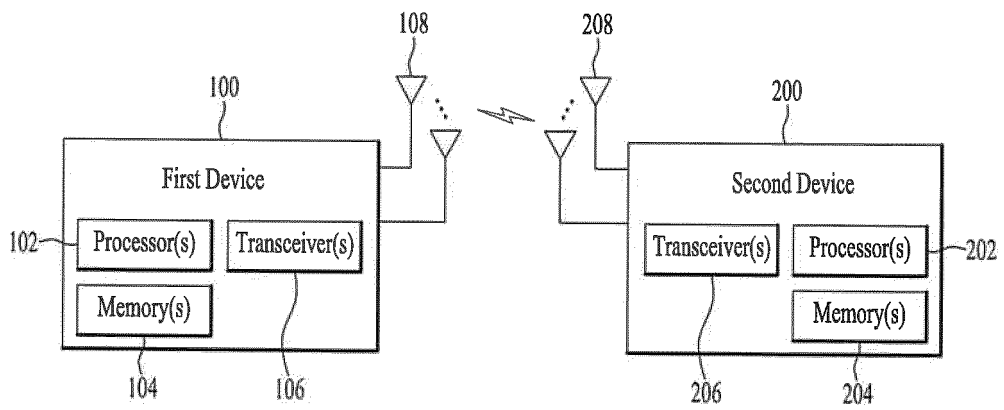 108
208
100
200
First Device
Second Device
102
Processor(s)
Transceiver(s)
Transceiver(s)
Processor(s)
202
Memory(s)
Memory(s)
104
106
206
204